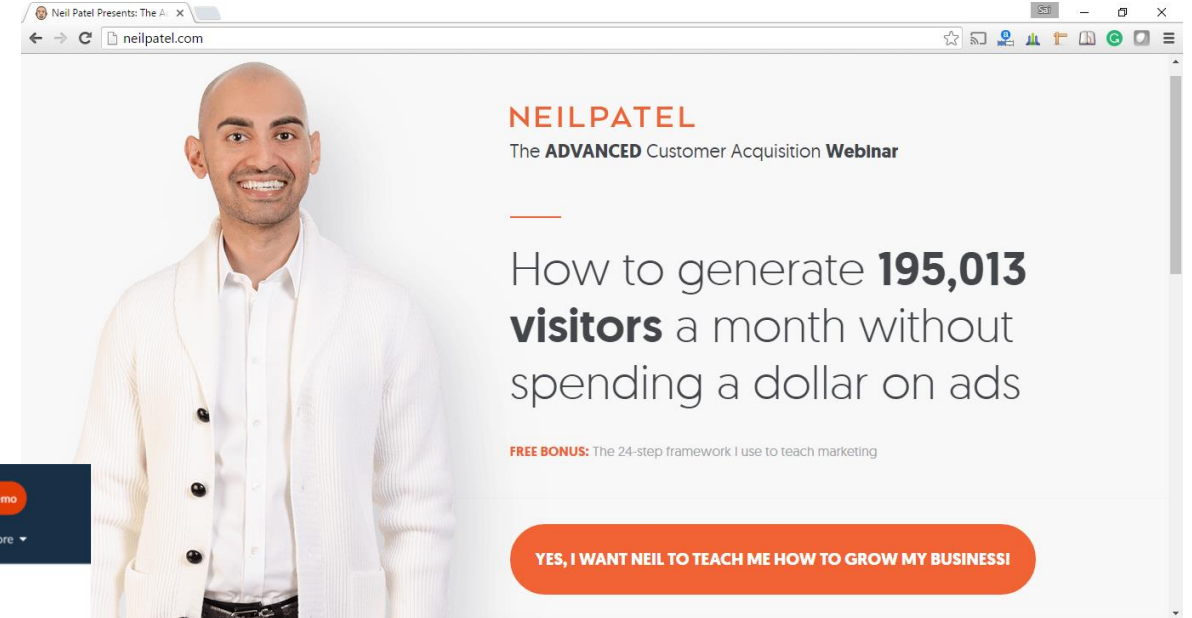 Neil Patel Presents: The A
Sai
neilpatel.com
NEILPATEL
The ADVANCED Customer Acquisition Webinar
How to generate 195,013
visitors a month without
spending a dollar on ads
FREE BONUS: The 24-step framework I use to teach marketing
YES, I WANT NEIL TO TEACH ME HOW TO GROW MY BUSINESS!